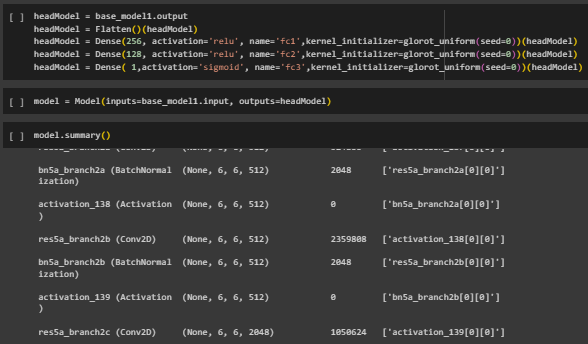 [ ] headModel = base_model1.output
headModel = Flatten()(headModel)
headModel = Dense(256, activation='relu', name='fc1',kernel_initializer=glorot_uniform(seed=0))(headModel)
headModel = Dense(128, activation='relu', name='fc2',kernel_initializer=glorot_uniform(seed=0))(headModel)
headModel = Dense( 1,activation='sigmoid', name='fc3',kernel_initializer=glorot_uniform(seed=0))(headModel)
[ ] model = Model(inputs=base_model1.input, outputs=headModel)
[ ] model.summary()
bn5a_branch2a (BatchNormal (None, 6, 6, 512) 2048 ['res5a_branch2a[0][0]']
ization)
activation_138 (Activation (None, 6, 6, 512) 0 ['bn5a_branch2a[0][0]']
)
res5a_branch2b (Conv2D) (None, 6, 6, 512) 2359808 ['activation_138[0][0]']
bn5a_branch2b (BatchNormal (None, 6, 6, 512) 2048 ['res5a_branch2b[0][0]']
ization)
activation_139 (Activation (None, 6, 6, 512) 0 ['bn5a_branch2b[0][0]']
)
res5a_branch2c (Conv2D) (None, 6, 6, 2048) 1050624 ['activation_139[0][0]']